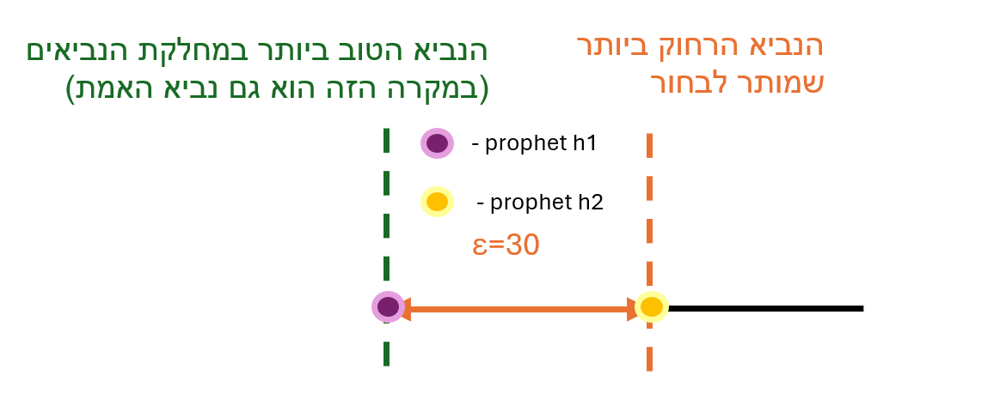 הנביא הטוב ביותר במחלקת הנביאים
(במקרה הזה הוא גם נביא האמת)
הנביא הרחוק ביותר
שמותר לבחור
- prophet h1
- prophet h2
ε=30